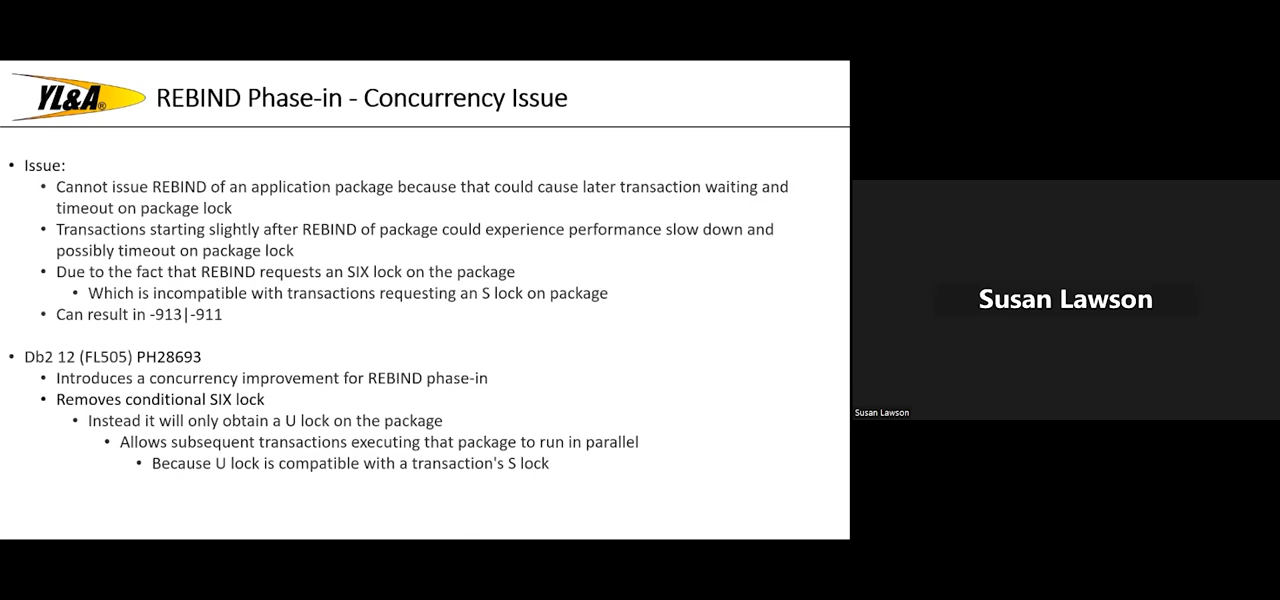 YL&A®
REBIND Phase-in - Concurrency Issue
• Issue:
• Cannot issue REBIND of an application package because that could cause later transaction waiting and
timeout on package lock
• Transactions starting slightly after REBIND of package could experience performance slow down and
possibly timeout on package lock
• Due to the fact that REBIND requests an SIX lock on the package
• Which is incompatible with transactions requesting an S lock on package
• Can result in -913|-911
• Db2 12 (FL505) PH28693
• Introduces a concurrency improvement for REBIND phase-in
• Removes conditional SIX lock
• Instead it will only obtain a U lock on the package
• Allows subsequent transactions executing that package to run in parallel
• Because U lock is compatible with a transaction's S lock
Susan Lawson
Susan Lawson